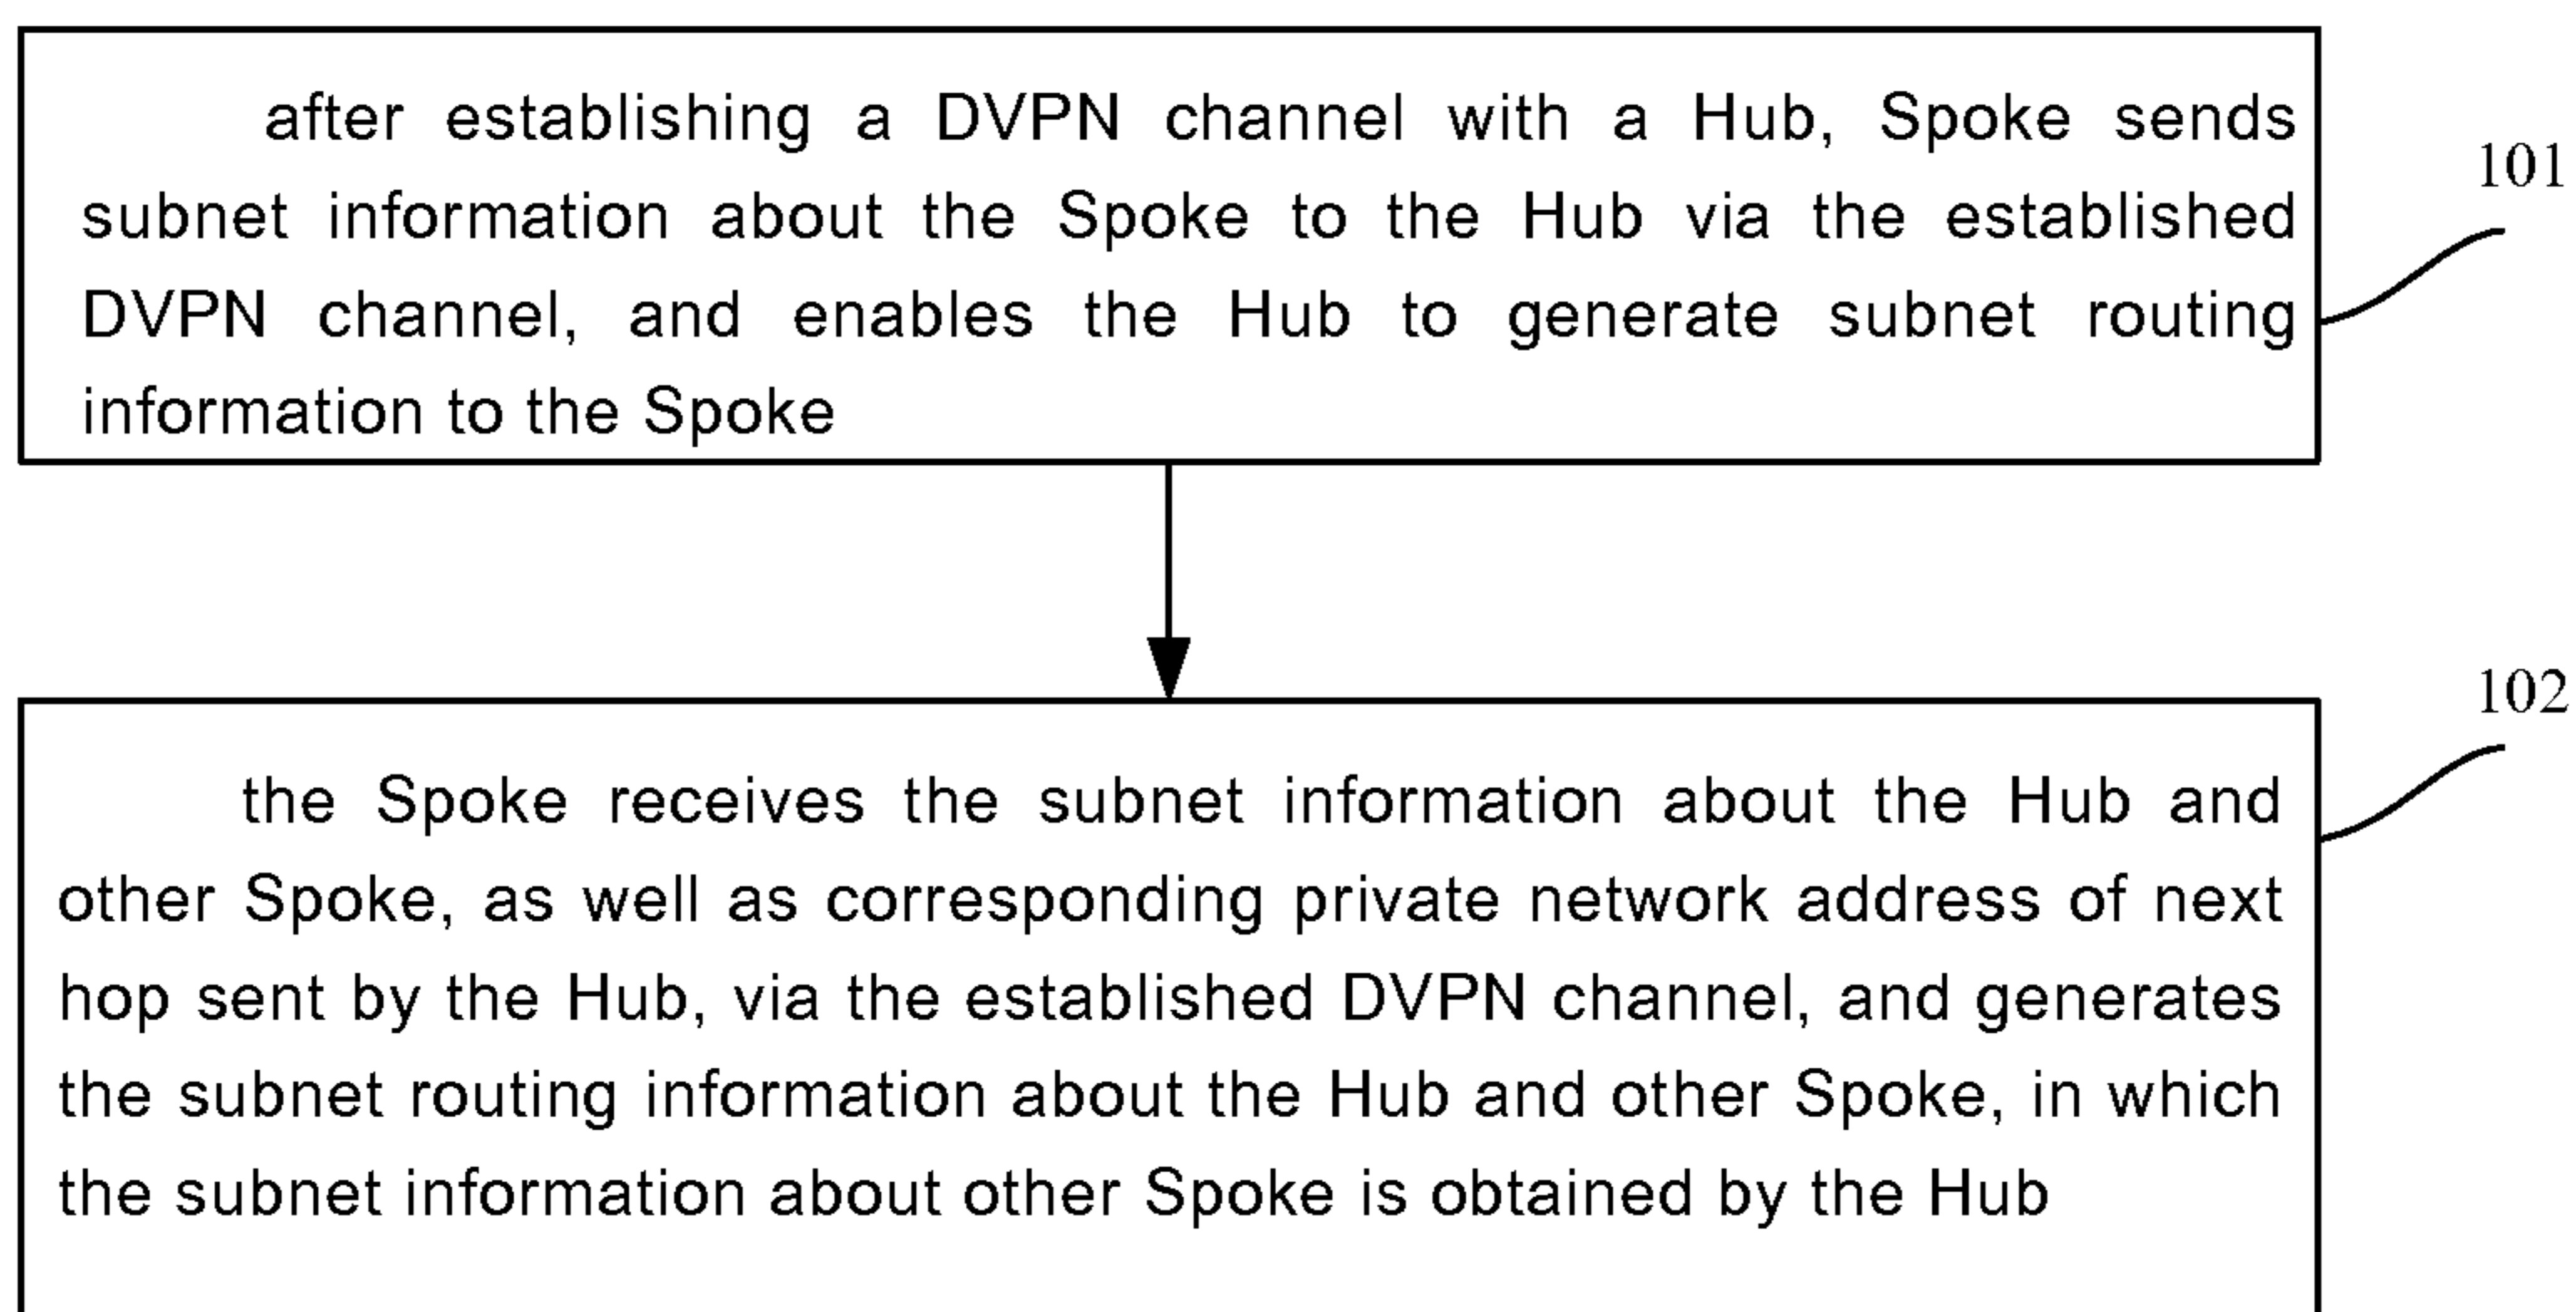 after establishing a DVPN channel with a Hub, Spoke sends
subnet information about the Spoke to the Hub via the established
DVPN channel, and enables the Hub to generate subnet routing
information to the Spoke
101
the Spoke receives the subnet information about the Hub and
other Spoke, as well as corresponding private network address of next
hop sent by the Hub, via the established DVPN channel, and generates
the subnet routing information about the Hub and other Spoke, in which
the subnet information about other Spoke is obtained by the Hub
102